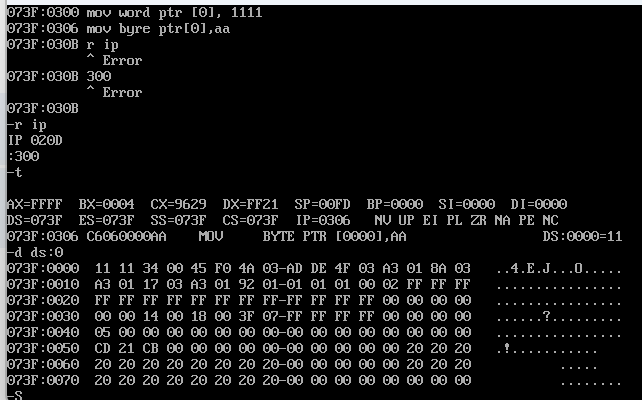 073F:0300 mov word ptr [0], 1111
073F:0306 mov byre ptr[0],aa
073F:030B r ip
^ Error
073F:030B 300
^ Error
073F:030B
-r ip
IP 020D
:300
-t
AX=FFFF BX=0004 CX=9629 DX=FF21 SP=00FD BP=0000 SI=0000 DI=0000
DS=073F ES=073F SS=073F CS=073F IP=0306 NV UP EI PL ZR NA PE NC
073F:0306 C6060000AA MOV BYTE PTR [0000],AA DS:0000=11
-d ds:0
073F:0000 11 11 34 00 45 F0 4A 03-AD DE 4F 03 A3 01 8A 03 ..4.E.J...O.....
073F:0010 A3 01 17 03 A3 01 92 01-01 01 01 00 02 FF FF FF ................
073F:0020 FF FF FF FF FF FF FF FF-FF FF FF FF 00 00 00 00 ................
073F:0030 00 00 14 00 18 00 3F 07-FF FF FF FF 00 00 00 00 ......?.........
073F:0040 05 00 00 00 00 00 00 00-00 00 00 00 00 00 00 00 ................
073F:0050 CD 21 CB 00 00 00 00 00-00 00 00 00 00 20 20 20 .!...........
073F:0060 20 20 20 20 20 20 20 20-00 00 00 00 00 20 20 20 .....
073F:0070 20 20 20 20 20 20 20 20-00 00 00 00 00 00 00 00 ........
-S